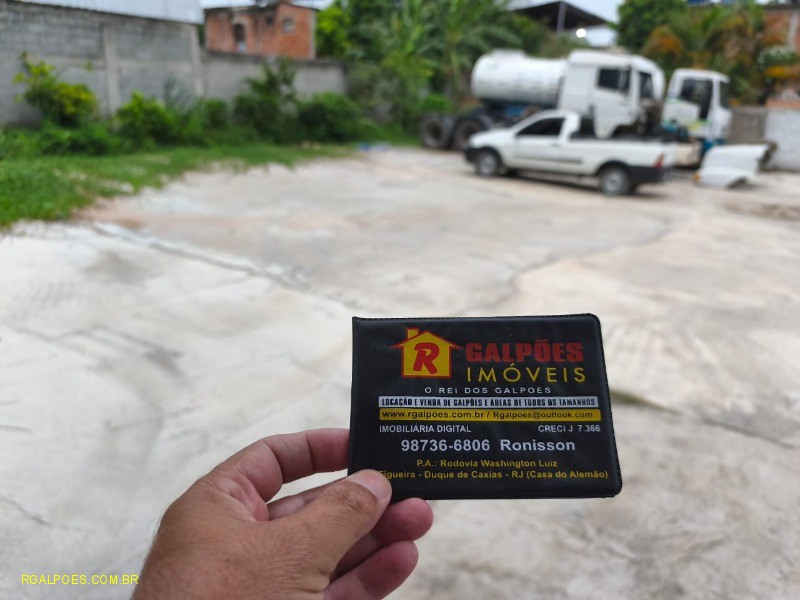 R GALPÕES
IMÓVEIS
O REI DOS GALPOES
LOCAÇÃO E VENDA DE GALPÕES E ÁREAS DE TODOS OS TAMANHOS
www.rgalpoes.com.br / Rgalpoes@outlook.com
IMOBILIÁRIA DIGITAL CRECI J 7.366
98736-6806 Ronisson
P.A.: Rodovia Washington Luiz
Figueira - Duque de Caxias - RJ (Casa do Alemão)
RGALPOES.COM.BR